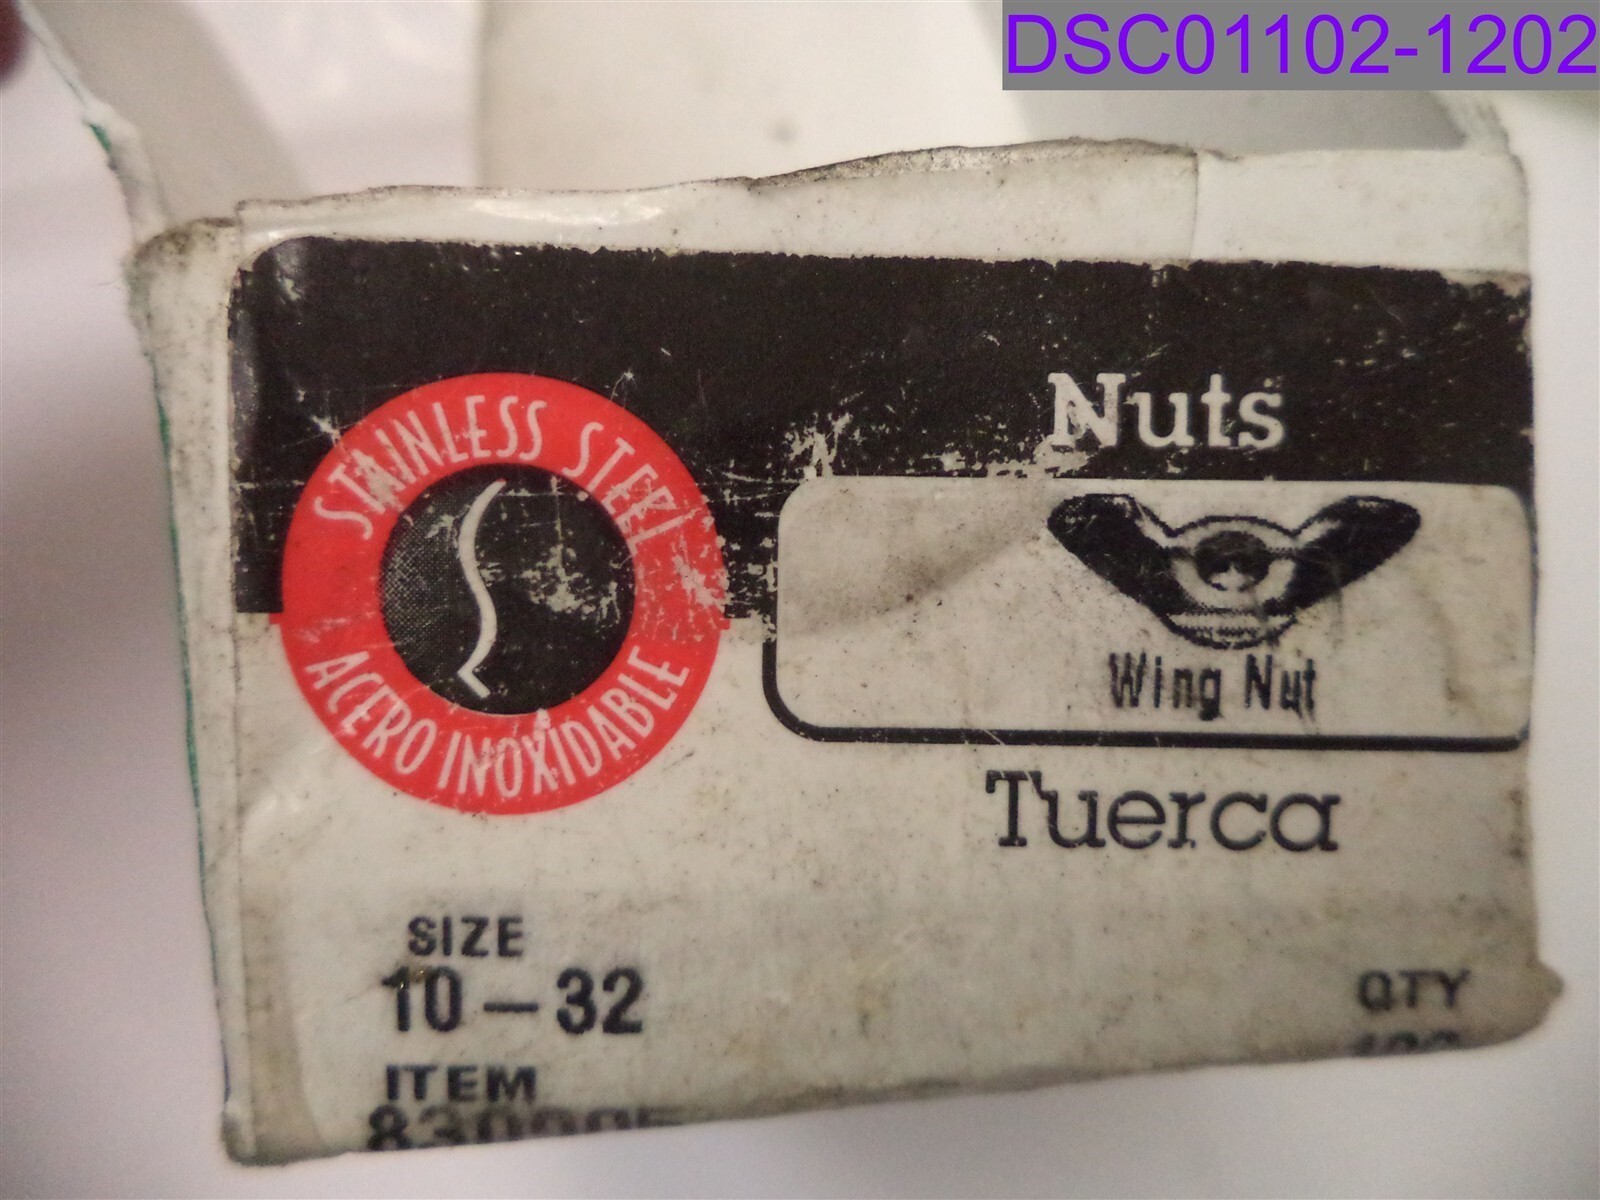 DSC01102-1202
Nuts
STAINLESS STEEL
ACERO INOXIDABLE
Wing Nut
Tuerca
SIZE
10-32
QTY
ITEM